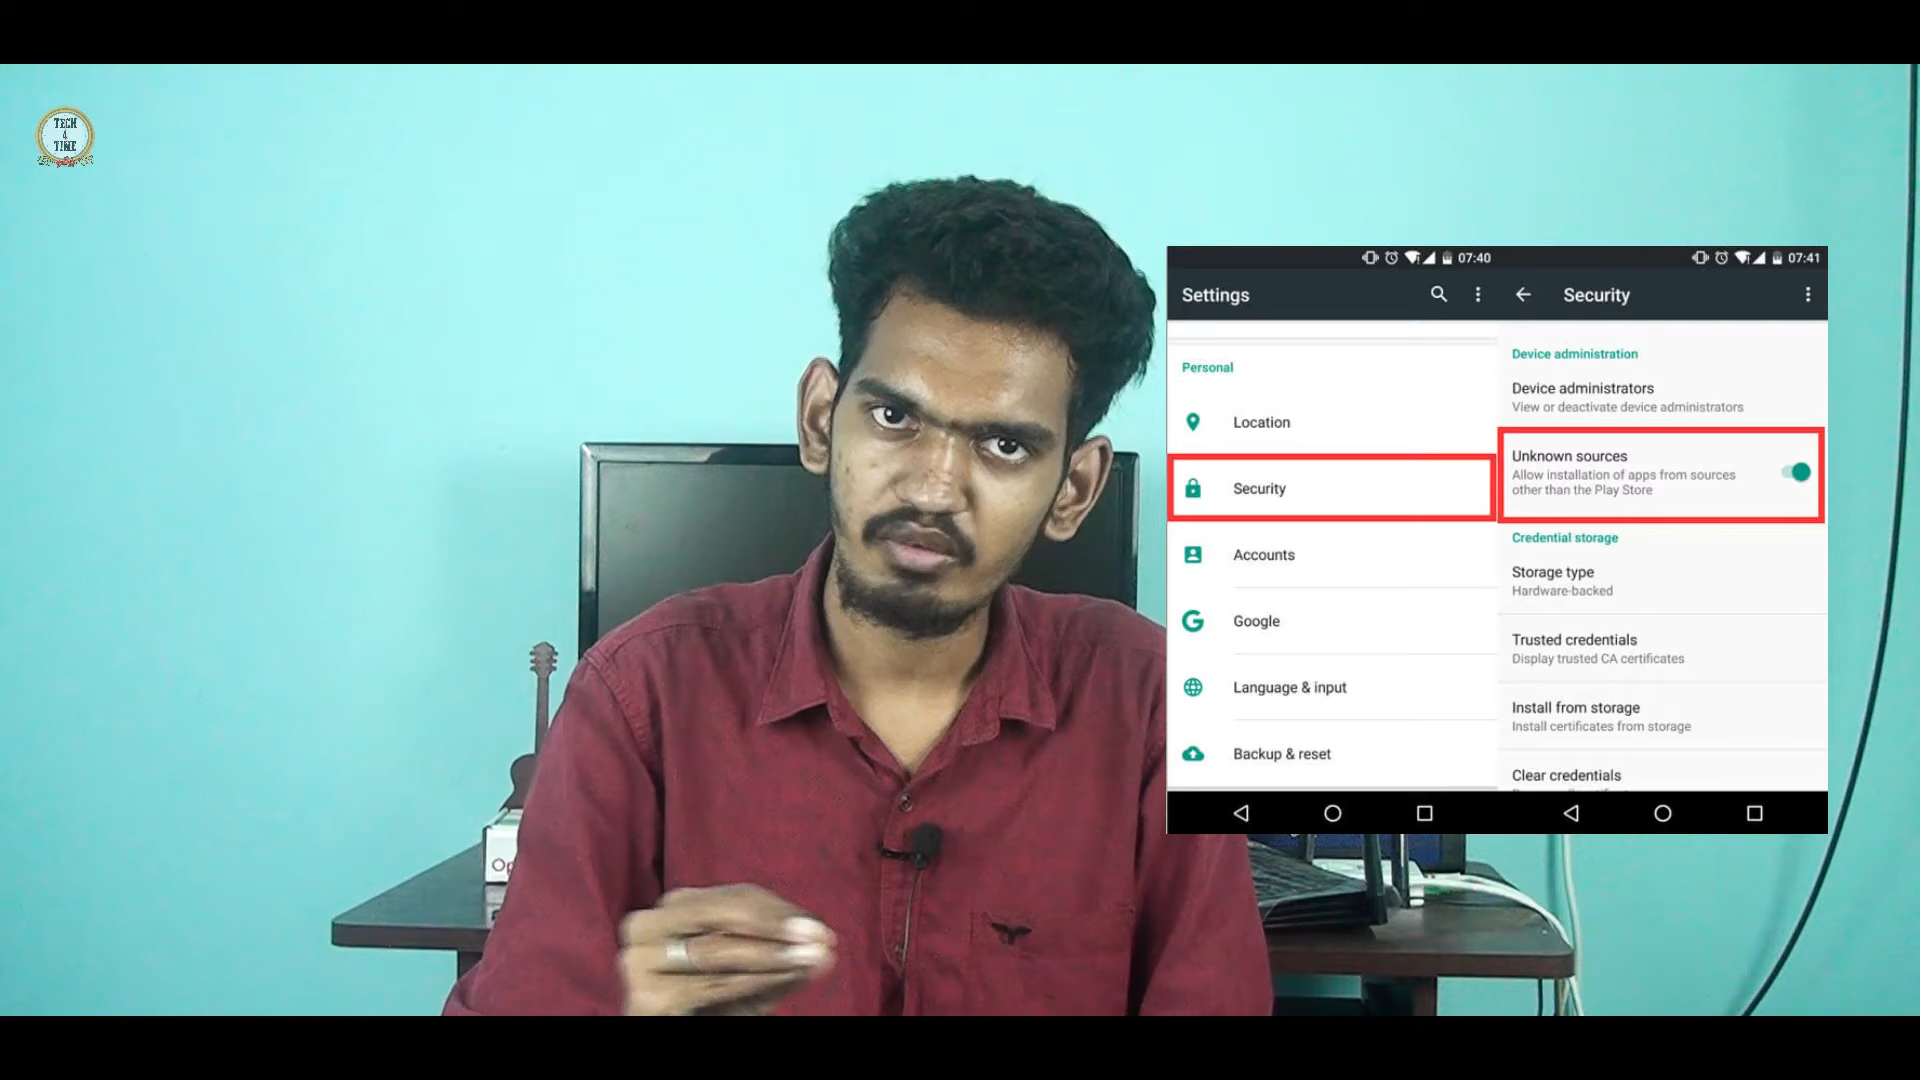 TECH
4
TIME
07:40
Settings
Personal
Location
Security
Accounts
Google
Language & input
Backup & reset
07:41
Security
Device administration
Device administrators
View or deactivate device administrators
Unknown sources
Allow installation of apps from sources
other than the Play Store
Credential storage
Storage type
Hardware-backed
Trusted credentials
Display trusted CA certificates
Install from storage
Install certificates from storage
Clear credentials
Op